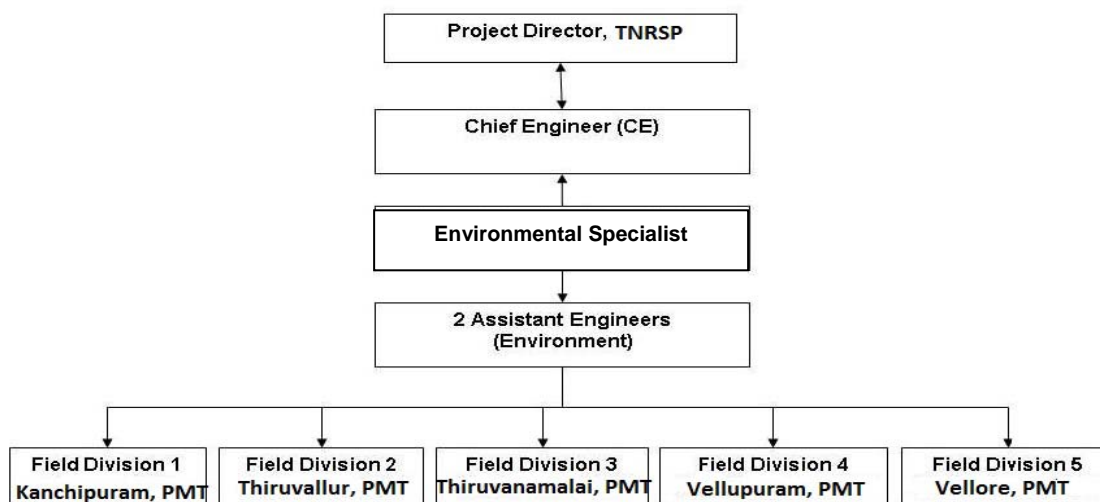 Project Director, TNRSP
Chief Engineer (CE)
Environmental Specialist
2 Assistant Engineers
(Environment)
Field Division 1
Kanchipuram, PMT
Field Division 2
Thiruvallur, PMT
Field Division 3
Thiruvanamalai, PMT
Field Division 4
Vellupuram, PMT
Field Division 5
Vellore, PMT